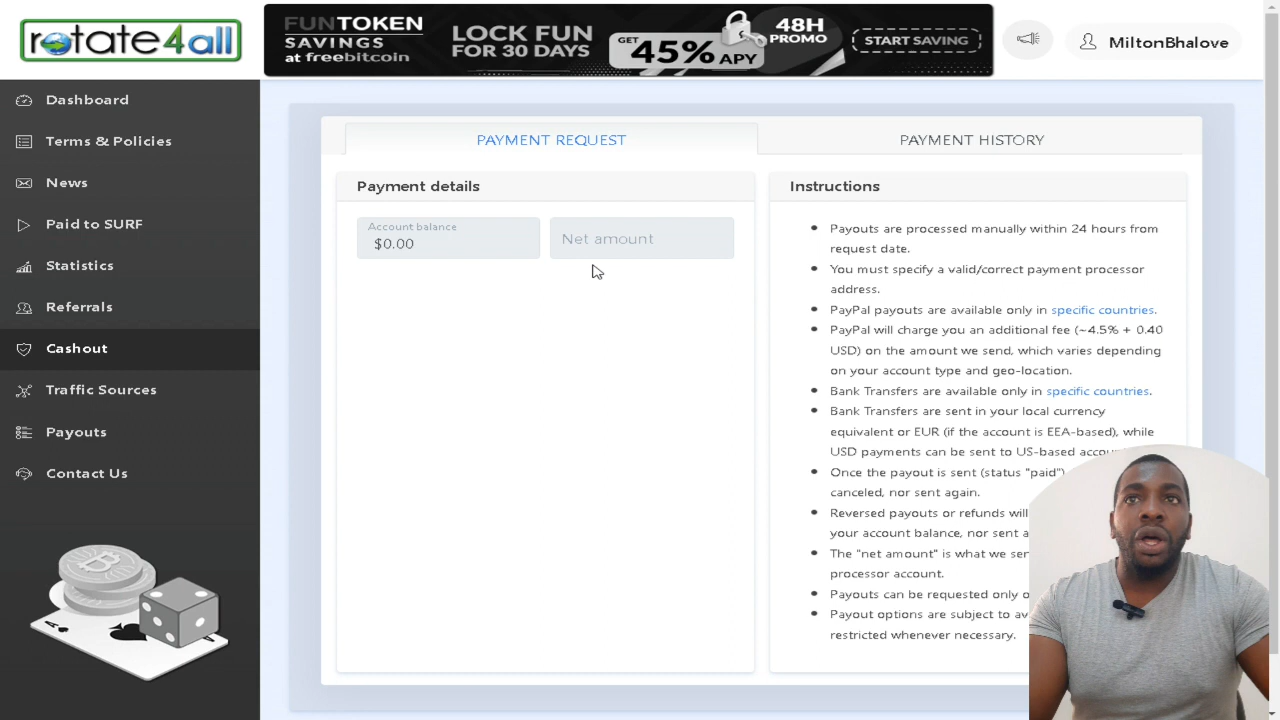 rotate4all
FUNTOKEN
SAVINGS
at freebitcoin
LOCK FUN
FOR 30 DAYS
GET
45% APY
48H
PROMO
START SAVING
MiltonBhalove
Dashboard
Terms & Policies
News
Paid to SURF
Statistics
Referrals
Cashout
Traffic Sources
Payouts
Contact Us
PAYMENT REQUEST
PAYMENT HISTORY
Payment details
Account balance
$0.00
Net amount
Instructions
Payouts are processed manually within 24 hours from
request date.
You must specify a valid/correct payment processor
address.
PayPal payouts are available only in specific countries.
PayPal will charge you an additional fee (~4.5% + 0.40
USD) on the amount we send, which varies depending
on your account type and geo-location.
Bank Transfers are available only in specific countries.
Bank Transfers are sent in your local currency
equivalent or EUR (if the account is EEA-based), while
USD payments can be sent to US-based
Once the payout is sent (status "paid")
canceled, nor sent again.
Reversed payouts or refunds will
your account balance, nor sent
The "net amount" is what we
processor account.
Payouts can be requested only
Payout options are subject to
restricted whenever necessary.